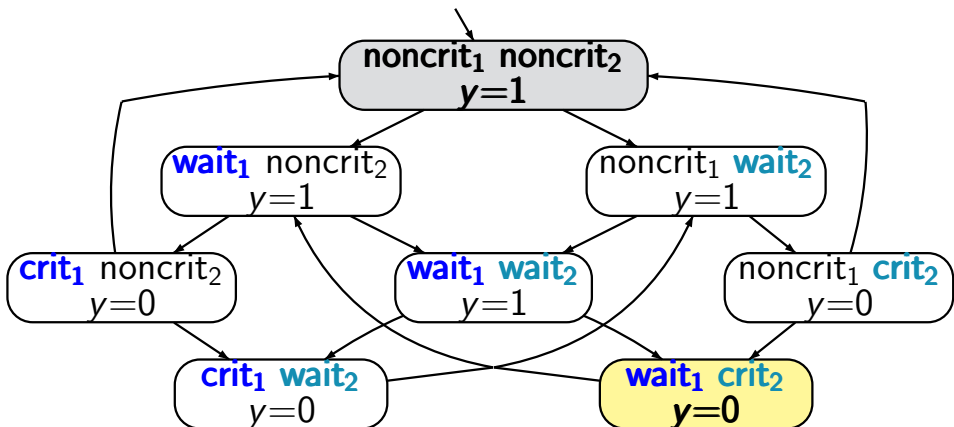 noncrit₁ noncrit₂
y=1
wait₁ noncrit₂
y=1
noncrit₁ wait₂
y=1
crit₁ noncrit₂
y=0
wait₁ wait₂
y=1
noncrit₁ crit₂
y=0
crit₁ wait₂
y=0
wait₁ crit₂
y=0